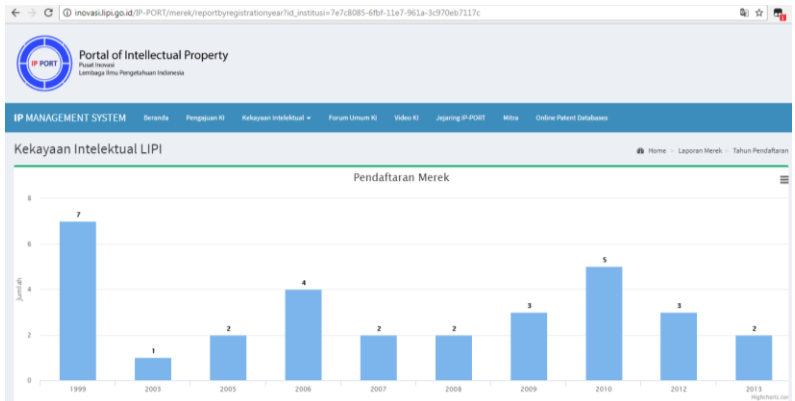 inovasi.lipi.go.id/IP-PORT/merek/reportbyregistrationyear?id_institusi=7e7c8085-6fbf-11e7-961a-3c970eb7117c
IP PORT
Portal of Intellectual Property
Pusat Inovasi
Lembaga Ilmu Pengetahuan Indonesia
IP MANAGEMENT SYSTEM Beranda Pengajuan KI Kekayaan Intelektual Forum Umum KI Video KI Jejaring IP-PORT Mitra Online Patent Databases
Kekayaan Intelektual LIPI
Home > Laporan Merek > Tahun Pendaftaran
Pendaftaran Merek
8
6
4
2
0
Jumlah
7
1
2
4
2
2
3
5
3
2
1999 2003 2005 2006 2007 2008 2009 2010 2012 2013
Highcharts.com